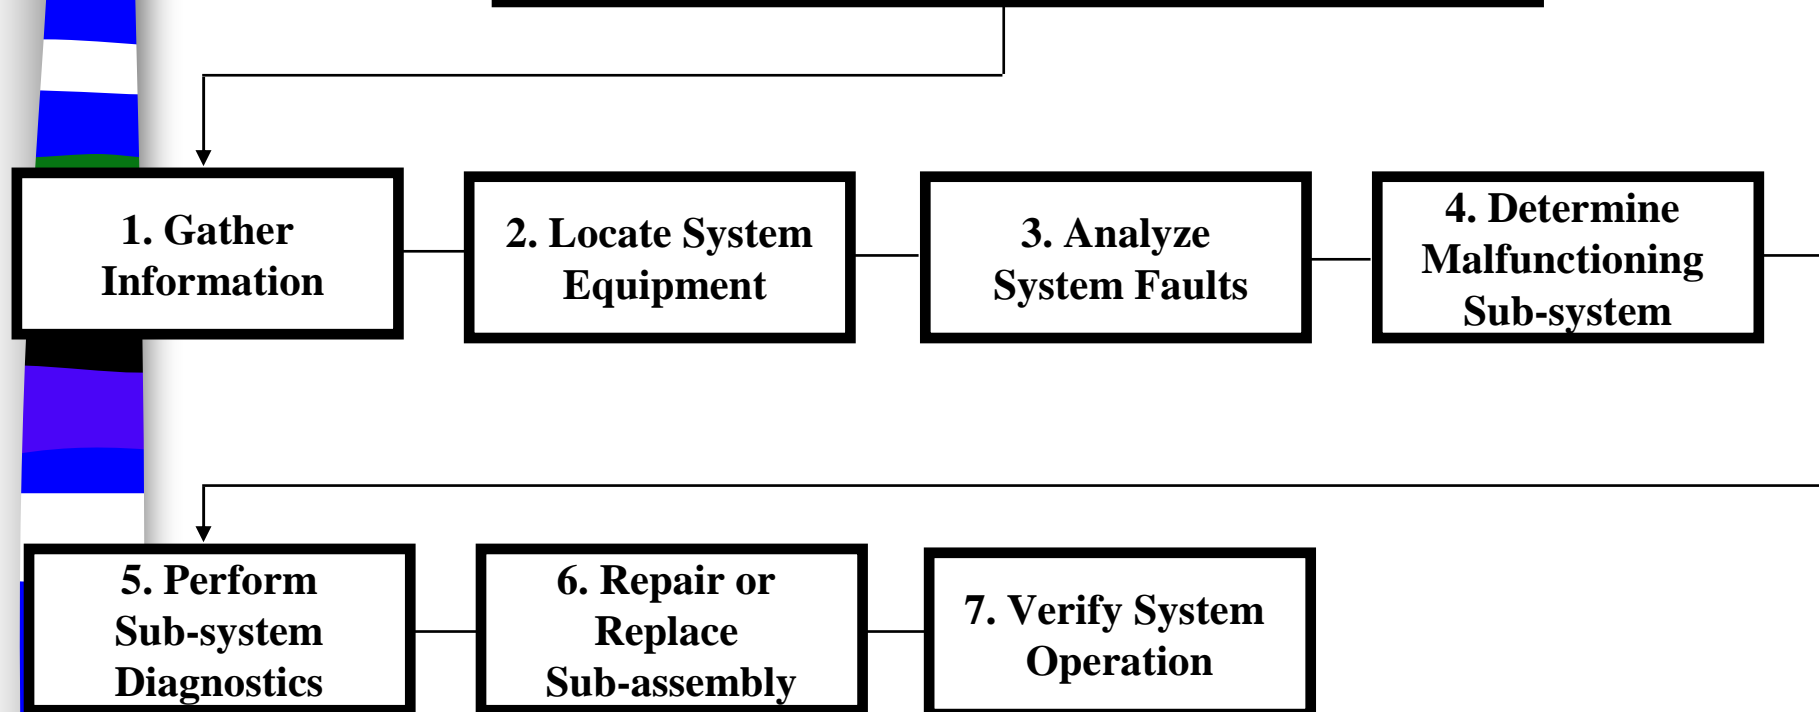 1. Gather
Information
2. Locate System
Equipment
3. Analyze
System Faults
4. Determine
Malfunctioning
Sub-system
5. Perform
Sub-system
Diagnostics
6. Repair or
Replace
Sub-assembly
7. Verify System
Operation